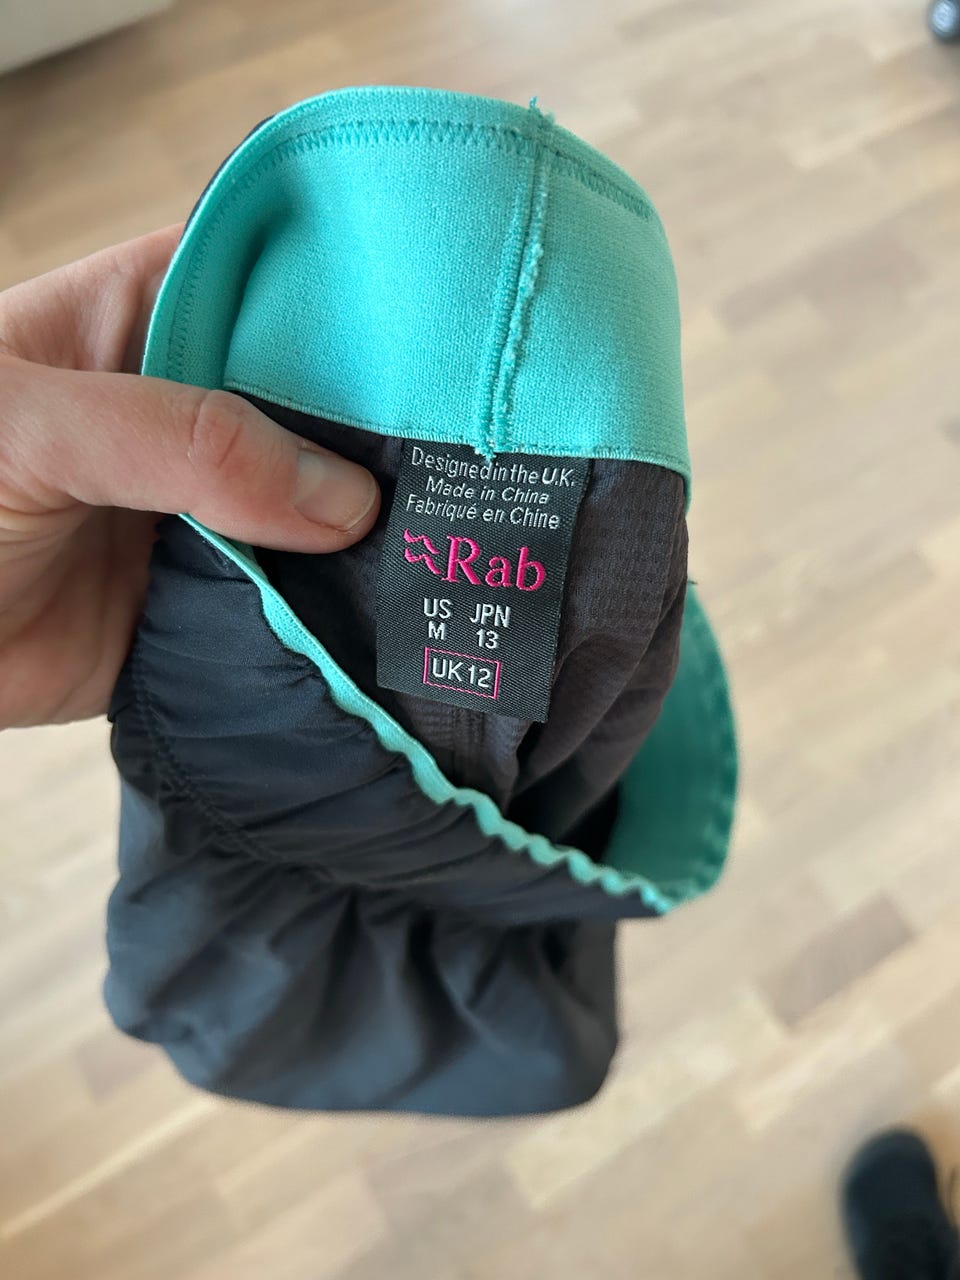 Designed in the U.K.
Made in China
Fabriqué en Chine
Rab
US JPN
M 13
UK 12